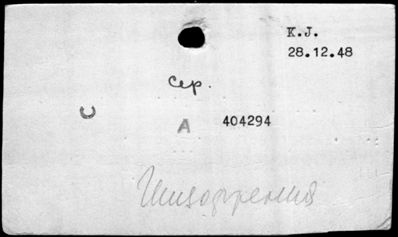 K.J.
28.12.48
сер.
A
404294
Шизофрения